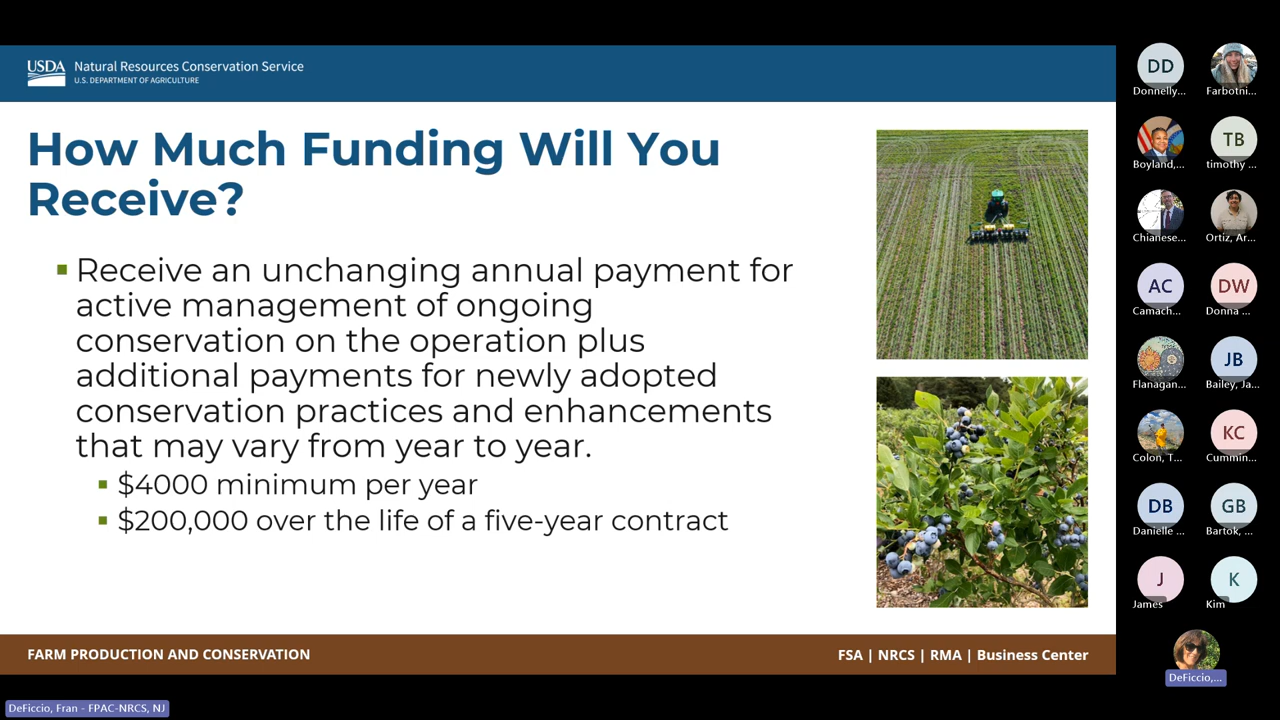 USDA Natural Resources Conservation Service
U.S. DEPARTMENT OF AGRICULTURE
How Much Funding Will You
Receive?
Receive an unchanging annual payment for
active management of ongoing
conservation on the operation plus
additional payments for newly adopted
conservation practices and enhancements
that may vary from year to year.
$4000 minimum per year
$200,000 over the life of a five-year contract
FARM PRODUCTION AND CONSERVATION
FSA | NRCS | RMA | Business Center
DeFiccio, Fran - FPAC-NRCS, NJ
DD
Donnelly...
Farbotni...
Boyland,...
TB
timothy ...
Chianese...
Ortiz, Ar...
AC
Camach...
DW
Donna ...
Flanagan...
JB
Bailey, Ja...
Colon, T...
KC
Cummin...
DB
Danielle ...
GB
Bartok, ...
J
James
K
Kim
DeFiccio,...